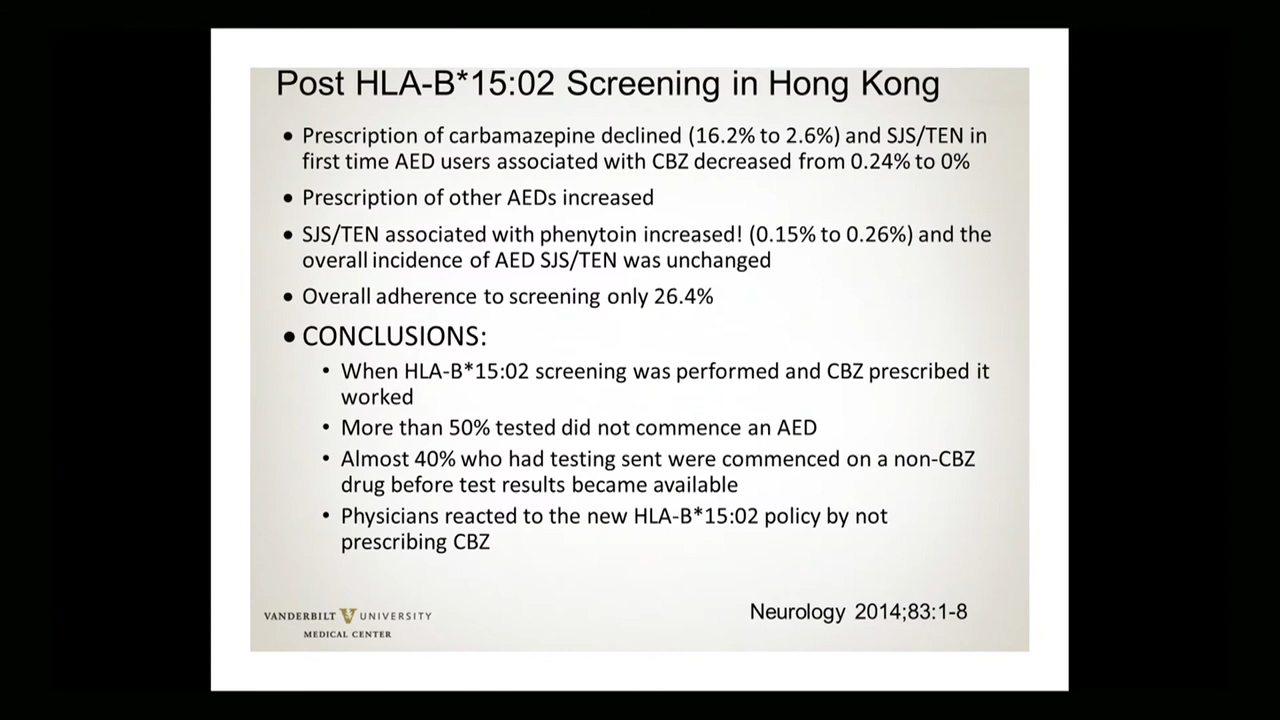 Post HLA-B*15:02 Screening in Hong Kong
• Prescription of carbamazepine declined (16.2% to 2.6%) and SJS/TEN in
first time AED users associated with CBZ decreased from 0.24% to 0%
• Prescription of other AEDs increased
• SJS/TEN associated with phenytoin increased! (0.15% to 0.26%) and the
overall incidence of AED SJS/TEN was unchanged
• Overall adherence to screening only 26.4%
• CONCLUSIONS:
• When HLA-B*15:02 screening was performed and CBZ prescribed it
worked
• More than 50% tested did not commence an AED
• Almost 40% who had testing sent were commenced on a non-CBZ
drug before test results became available
• Physicians reacted to the new HLA-B*15:02 policy by not
prescribing CBZ
VANDERBILT UNIVERSITY
MEDICAL CENTER
Neurology 2014;83:1-8